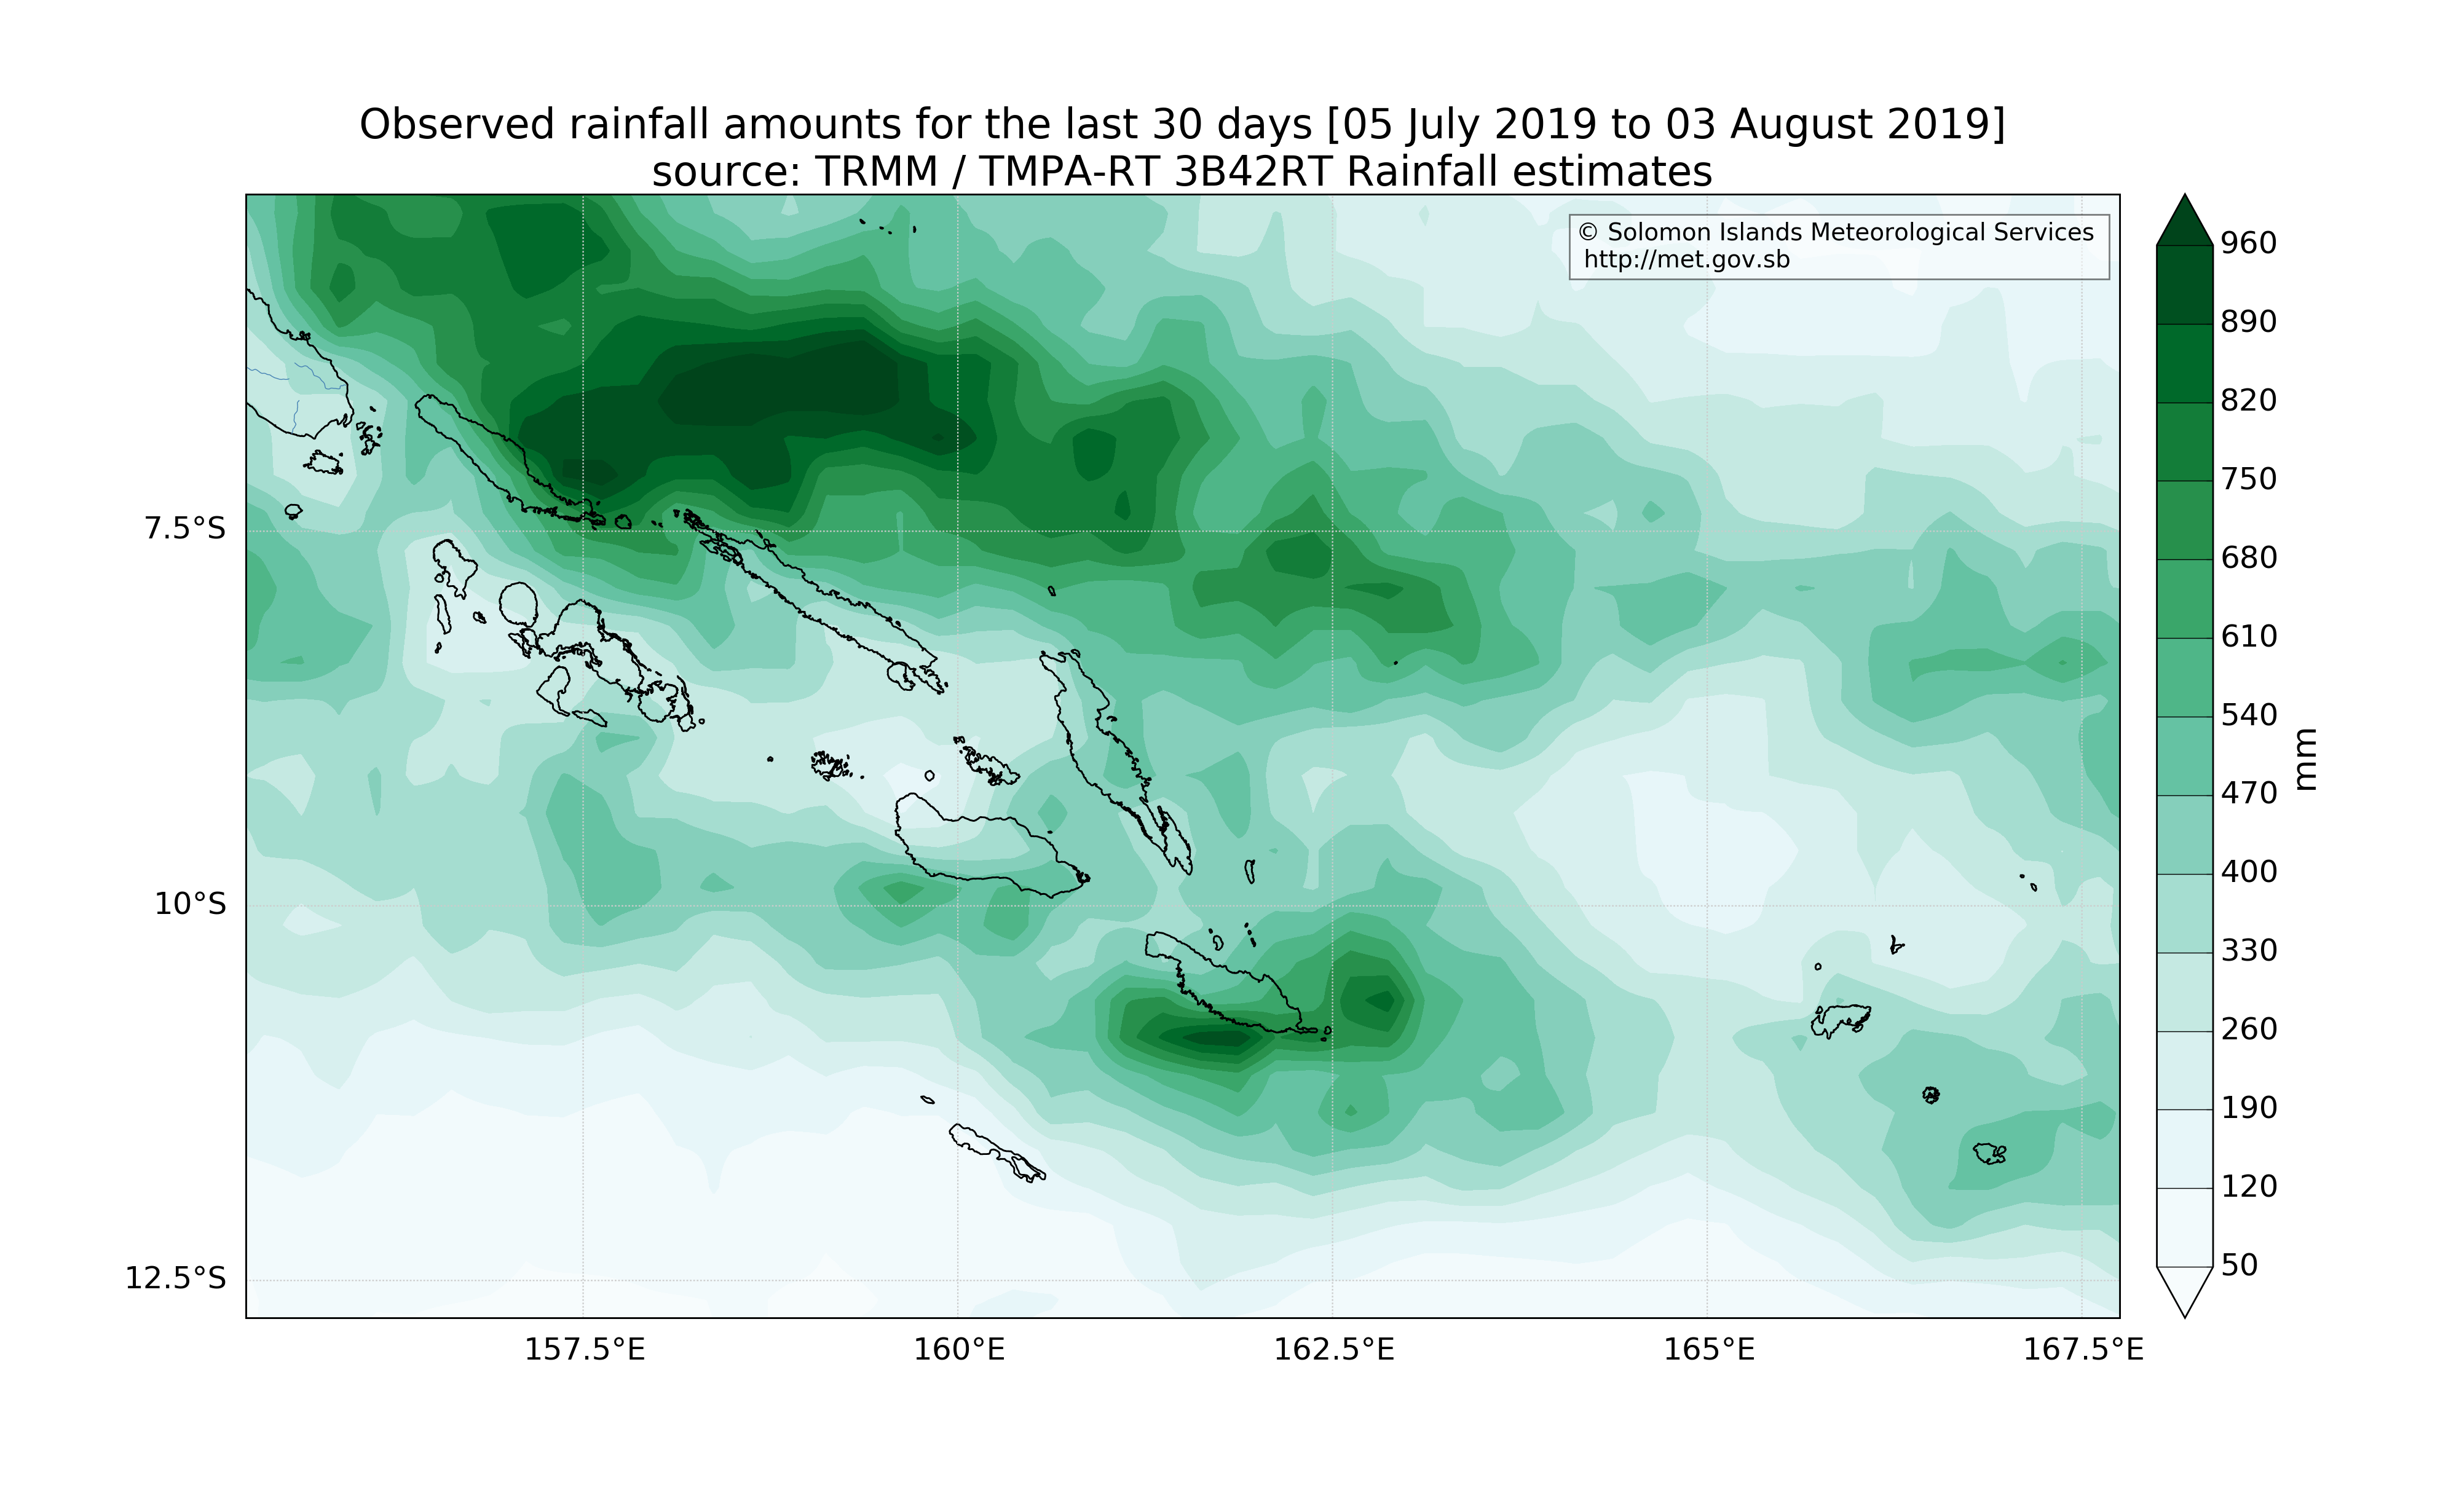 Observed rainfall amounts for the last 30 days [05 July 2019 to 03 August 2019]
source: TRMM / TMPA-RT 3B42RT Rainfall estimates
© Solomon Islands Meteorological Services
http://met.gov.sb
7.5°S
10°S
12.5°S
157.5°E
160°E
162.5°E
165°E
167.5°E
960
890
820
750
680
610
540
470
400
330
260
190
120
50
mm